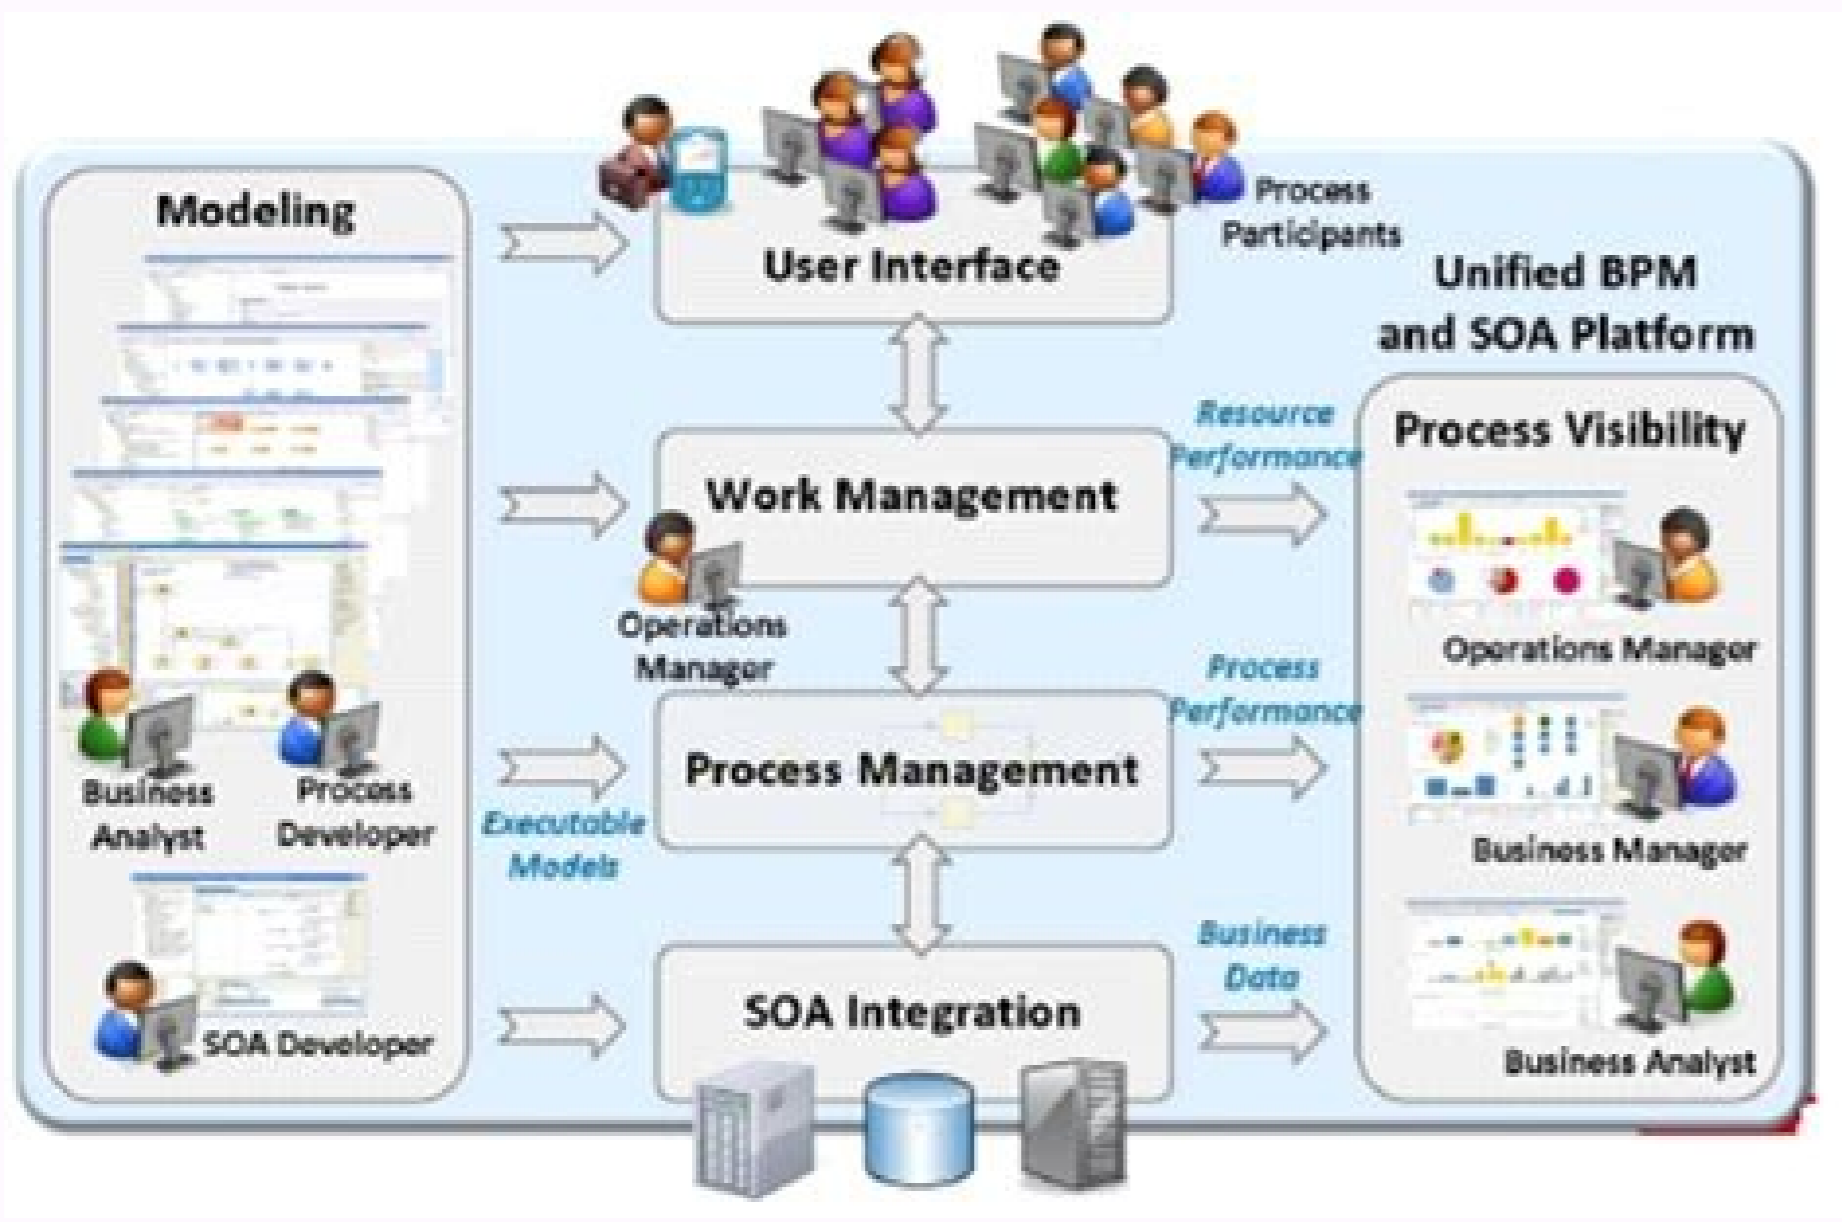 Modeling
Process
Participants
User Interface
Unified BPM
and SOA Platform
Resource
Performance
Process Visibility
Work Management
Operations
Manager
Operations Manager
Process
Performance
Process Management
Business
Analyst
Process
Developer
Executable
Models
Business Manager
Business
Data
SOA Integration
SOA Developer
Business Analyst